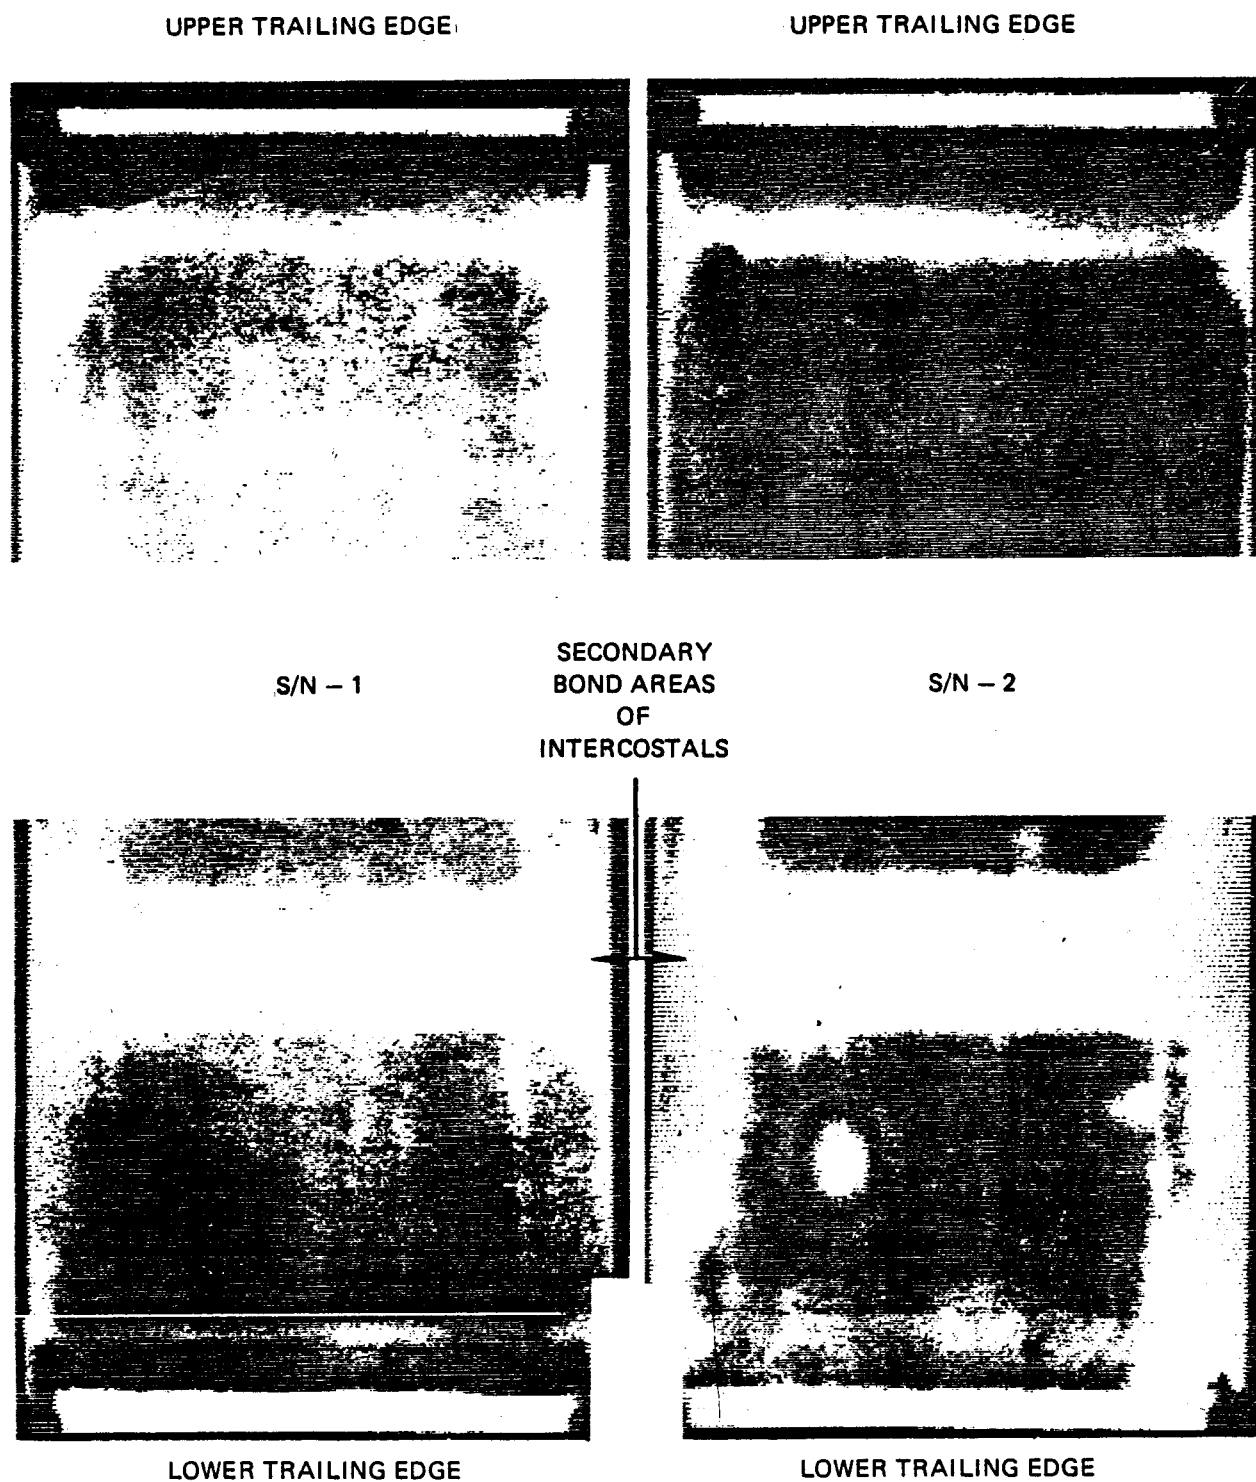 UPPER TRAILING EDGE
UPPER TRAILING EDGE
S/N – 1
SECONDARY
BOND AREAS
OF
INTERCOSTALS
S/N – 2
LOWER TRAILING EDGE
LOWER TRAILING EDGE